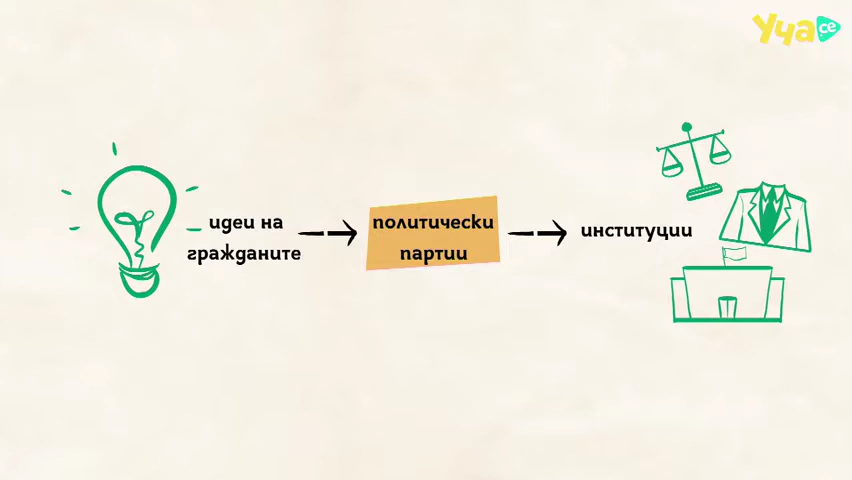 Уча.се
идеи на
гражданите
политически
партии
институции